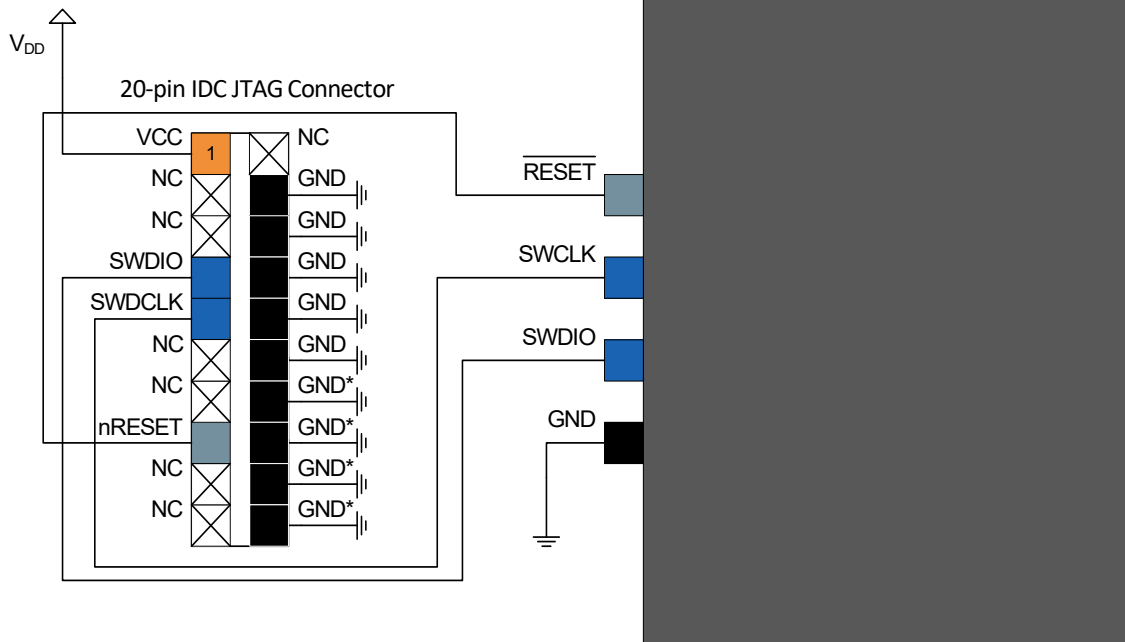 V_DD
20-pin IDC JTAG Connector
VCC
1
NC
NC
GND
NC
GND
SWDIO
GND
SWDCLK
GND
NC
GND
NC
GND*
nRESET
GND*
NC
GND*
NC
GND*
RESET
SWCLK
SWDIO
GND